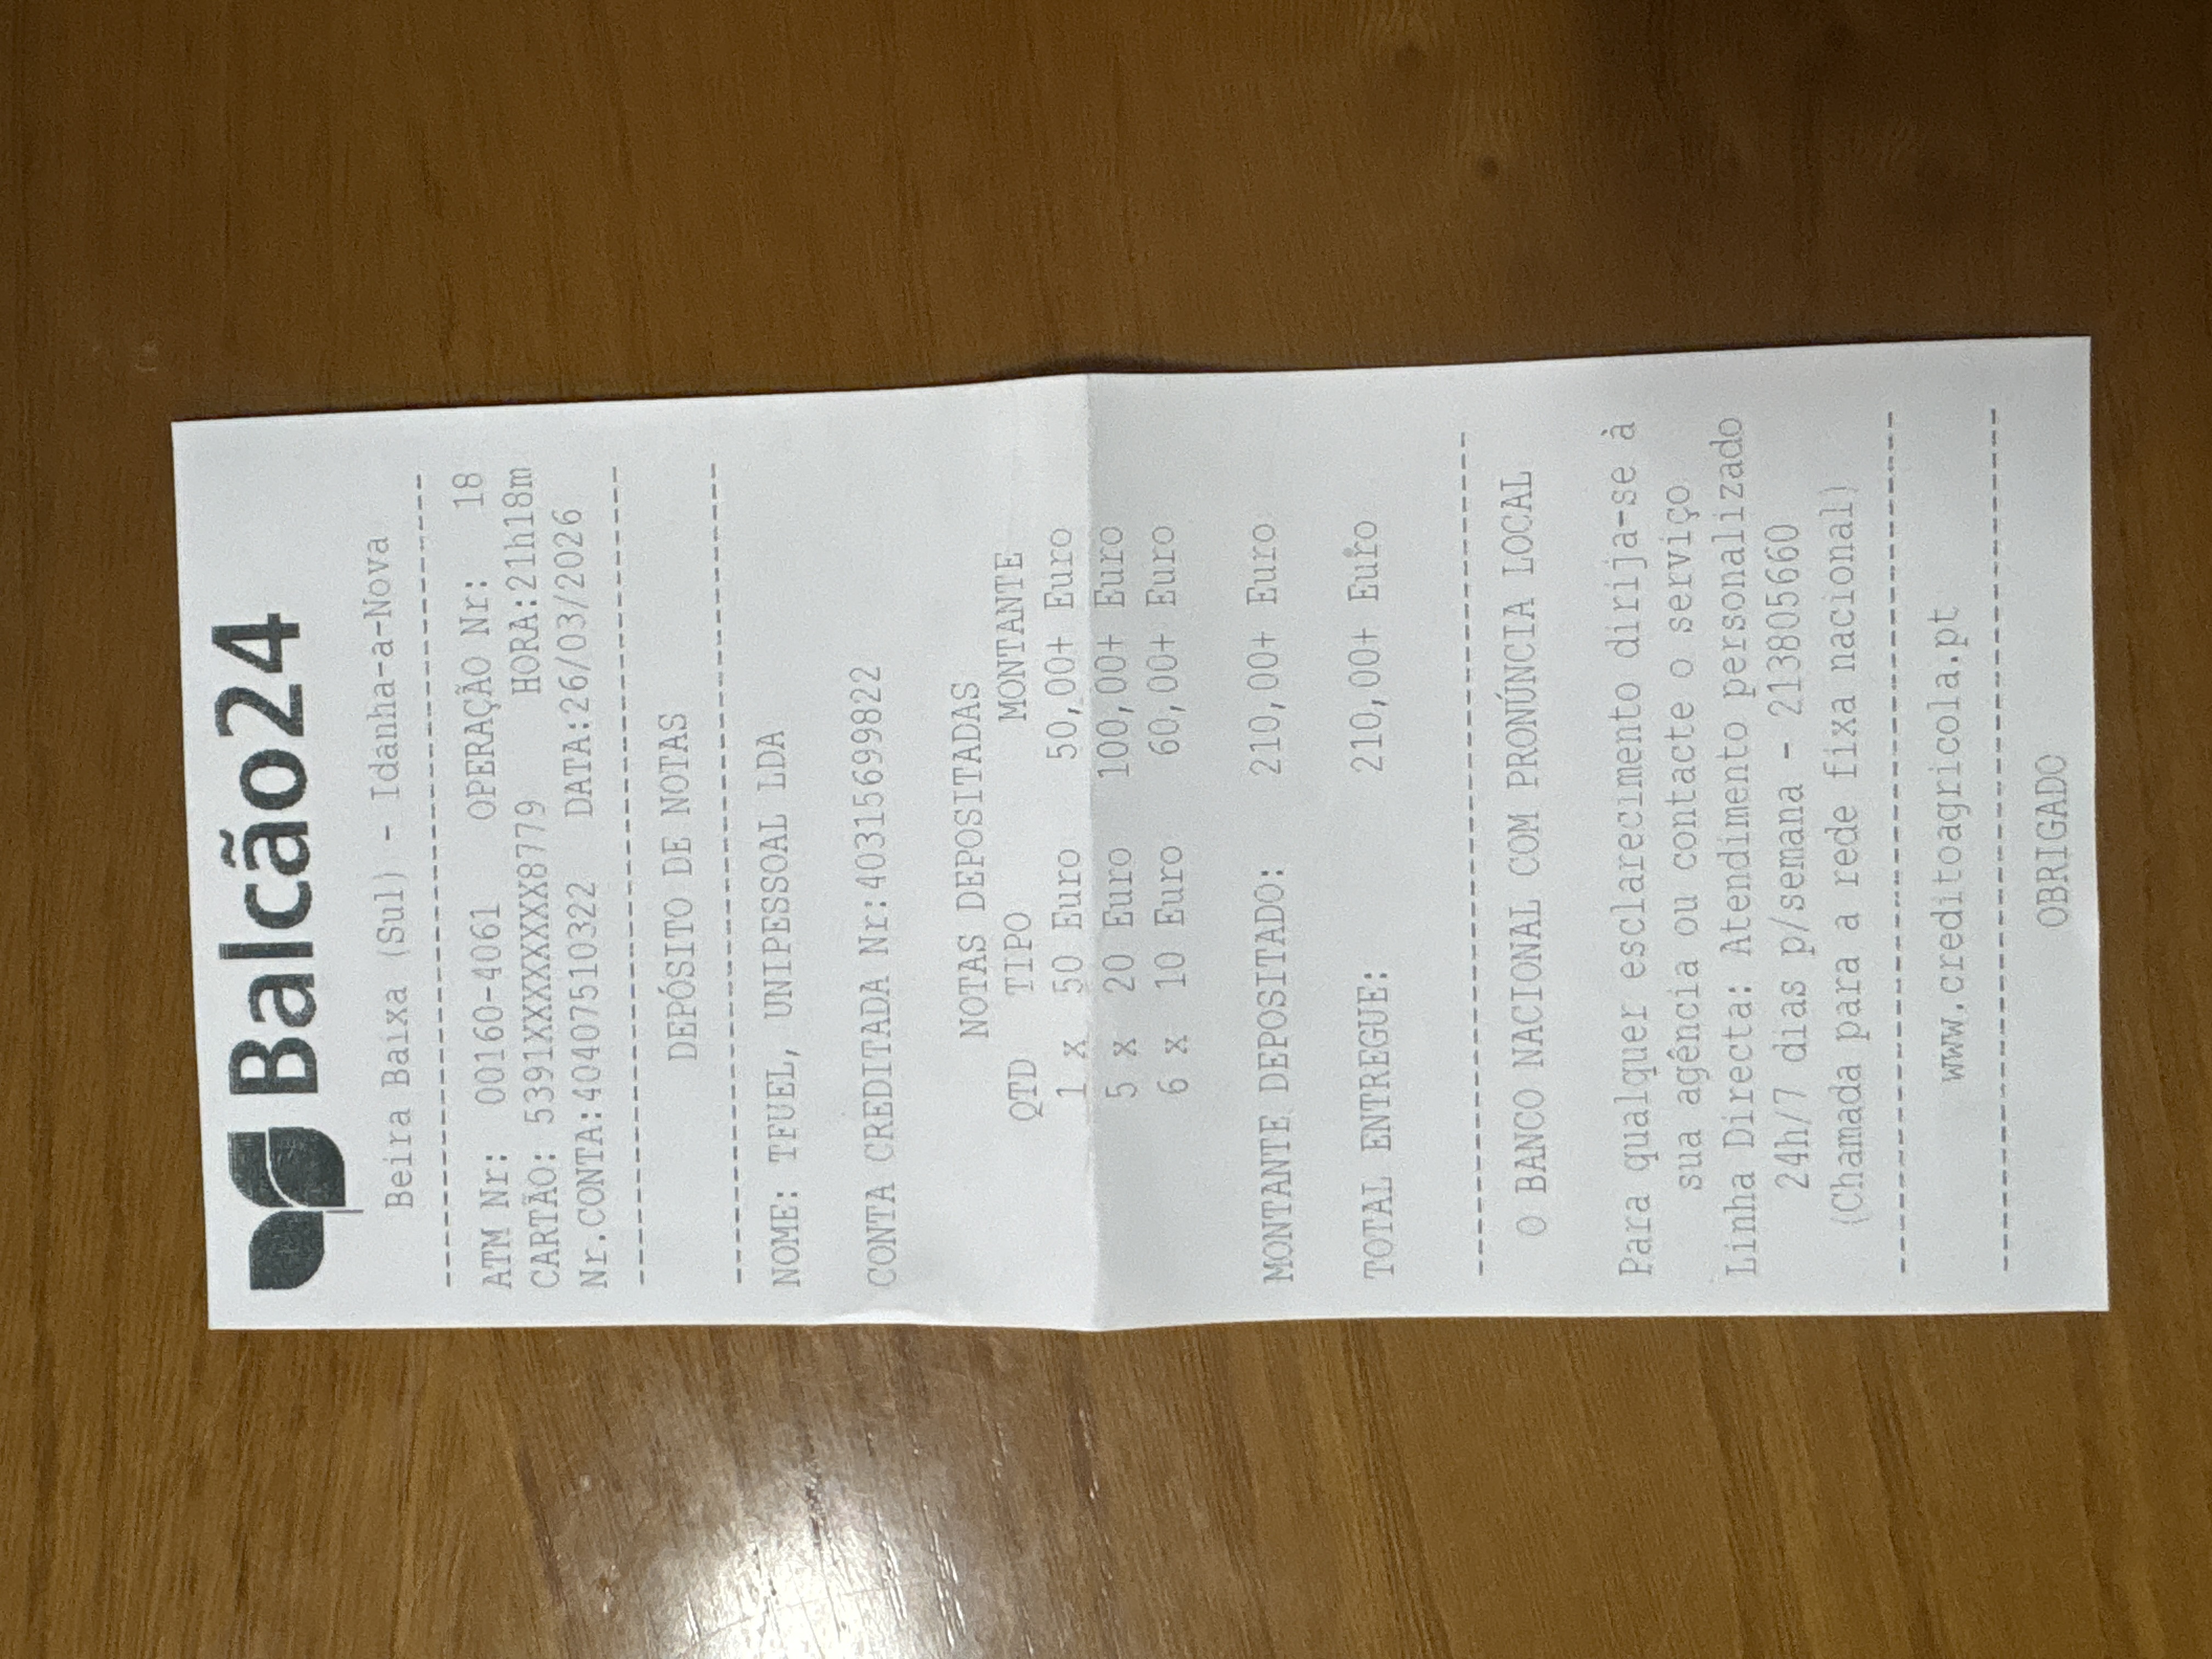 Balcão24
Beira Baixa (Sul) - Idanha-a-Nova
--------------------------------------------
ATM Nr: 00160-4061 OPERAÇÃO Nr: 18
CARTÃO: 5391XXXXXXXX8779 HORA:21h18m
Nr.CONTA:40407510322 DATA:26/03/2026
--------------------------------------------
DEPÓSITO DE NOTAS
--------------------------------------------
NOME: TFUEL, UNIPESSOAL LDA
CONTA CREDITADA Nr:40315699822
NOTAS DEPOSITADAS
QTD TIPO MONTANTE
1 x 50 Euro 50,00+ Euro
5 x 20 Euro 100,00+ Euro
6 x 10 Euro 60,00+ Euro
MONTANTE DEPOSITADO: 210,00+ Euro
TOTAL ENTREGUE: 210,00+ Euro
--------------------------------------------
O BANCO NACIONAL COM PRONÚNCIA LOCAL
Para qualquer esclarecimento dirija-se à
sua agência ou contacte o serviço
Linha Directa: Atendimento personalizado
24h/7 dias p/semana - 213805660
(Chamada para a rede fixa nacional)
--------------------------------------------
www.creditoagricola.pt
--------------------------------------------
OBRIGADO